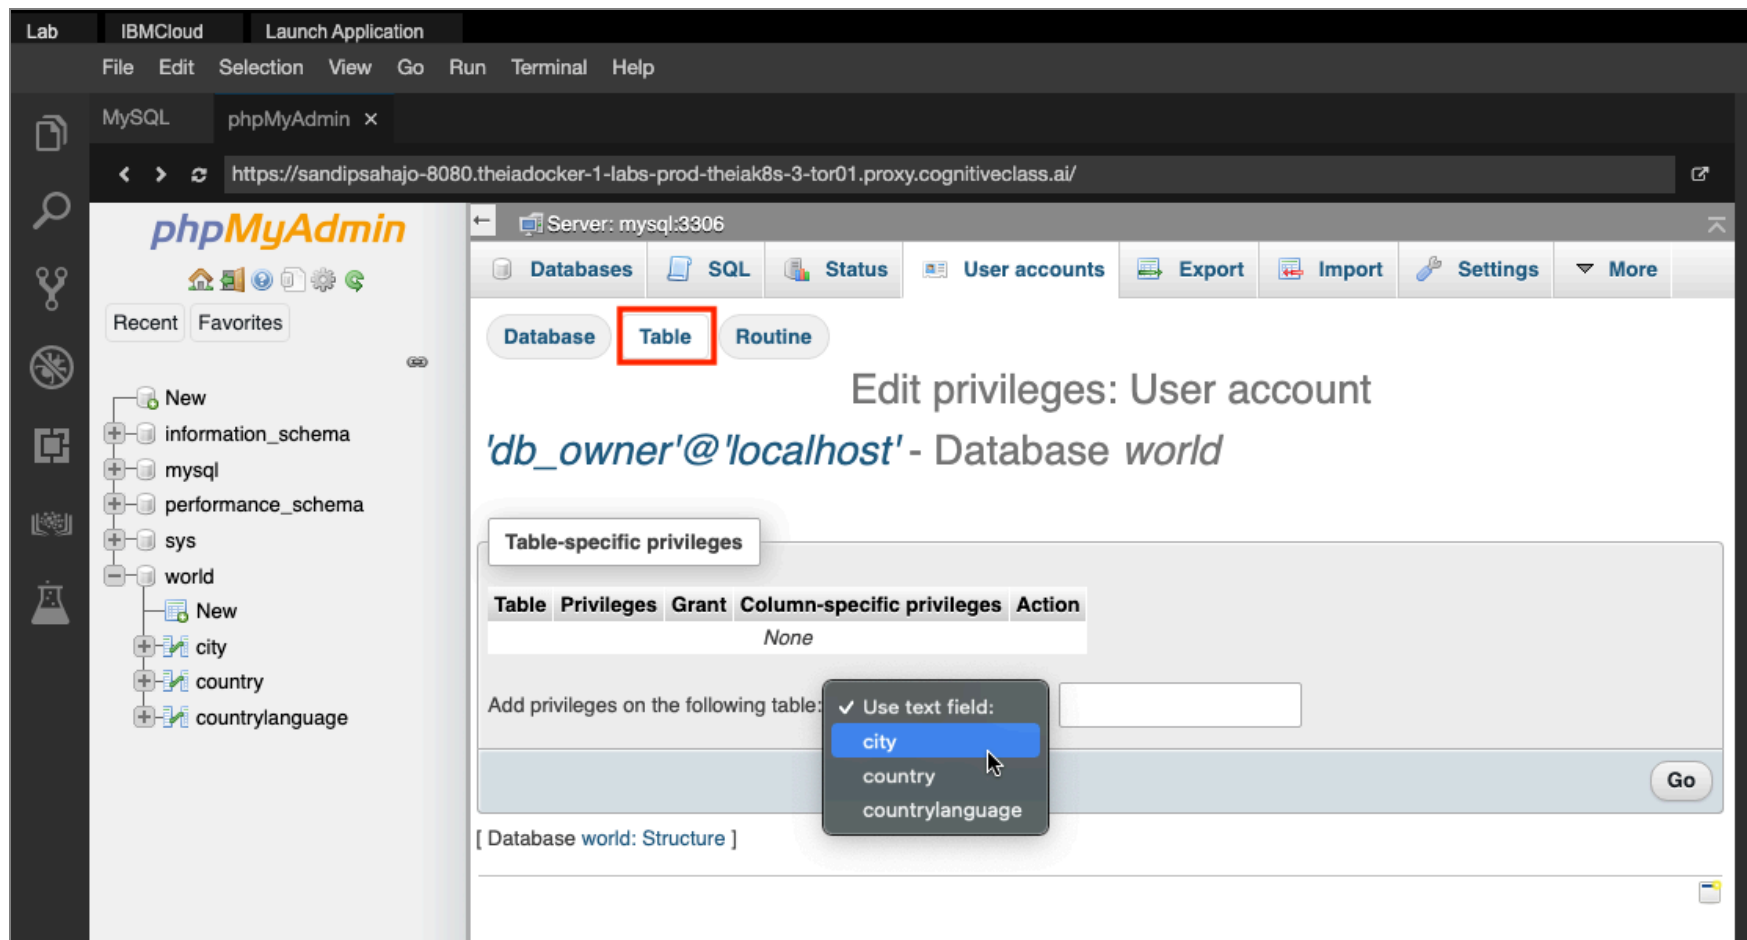 Lab IBMCloud Launch Application
File Edit Selection View Go Run Terminal Help
MySQL phpMyAdmin ×
https://sandipsahajo-8080.theiadocker-1-labs-prod-theiak8s-3-tor01.proxy.cognitiveclass.ai/
phpMyAdmin
Recent Favorites
New
information_schema
mysql
performance_schema
sys
world
New
city
country
countrylanguage
Server: mysql:3306
Databases SQL Status User accounts Export Import Settings More
Database Table Routine
Edit privileges: User account
'db_owner'@'localhost' - Database world
Table-specific privileges
Table Privileges Grant Column-specific privileges Action
None
Add privileges on the following table:
✓ Use text field:
city
country
countrylanguage
Go
[ Database world: Structure ]